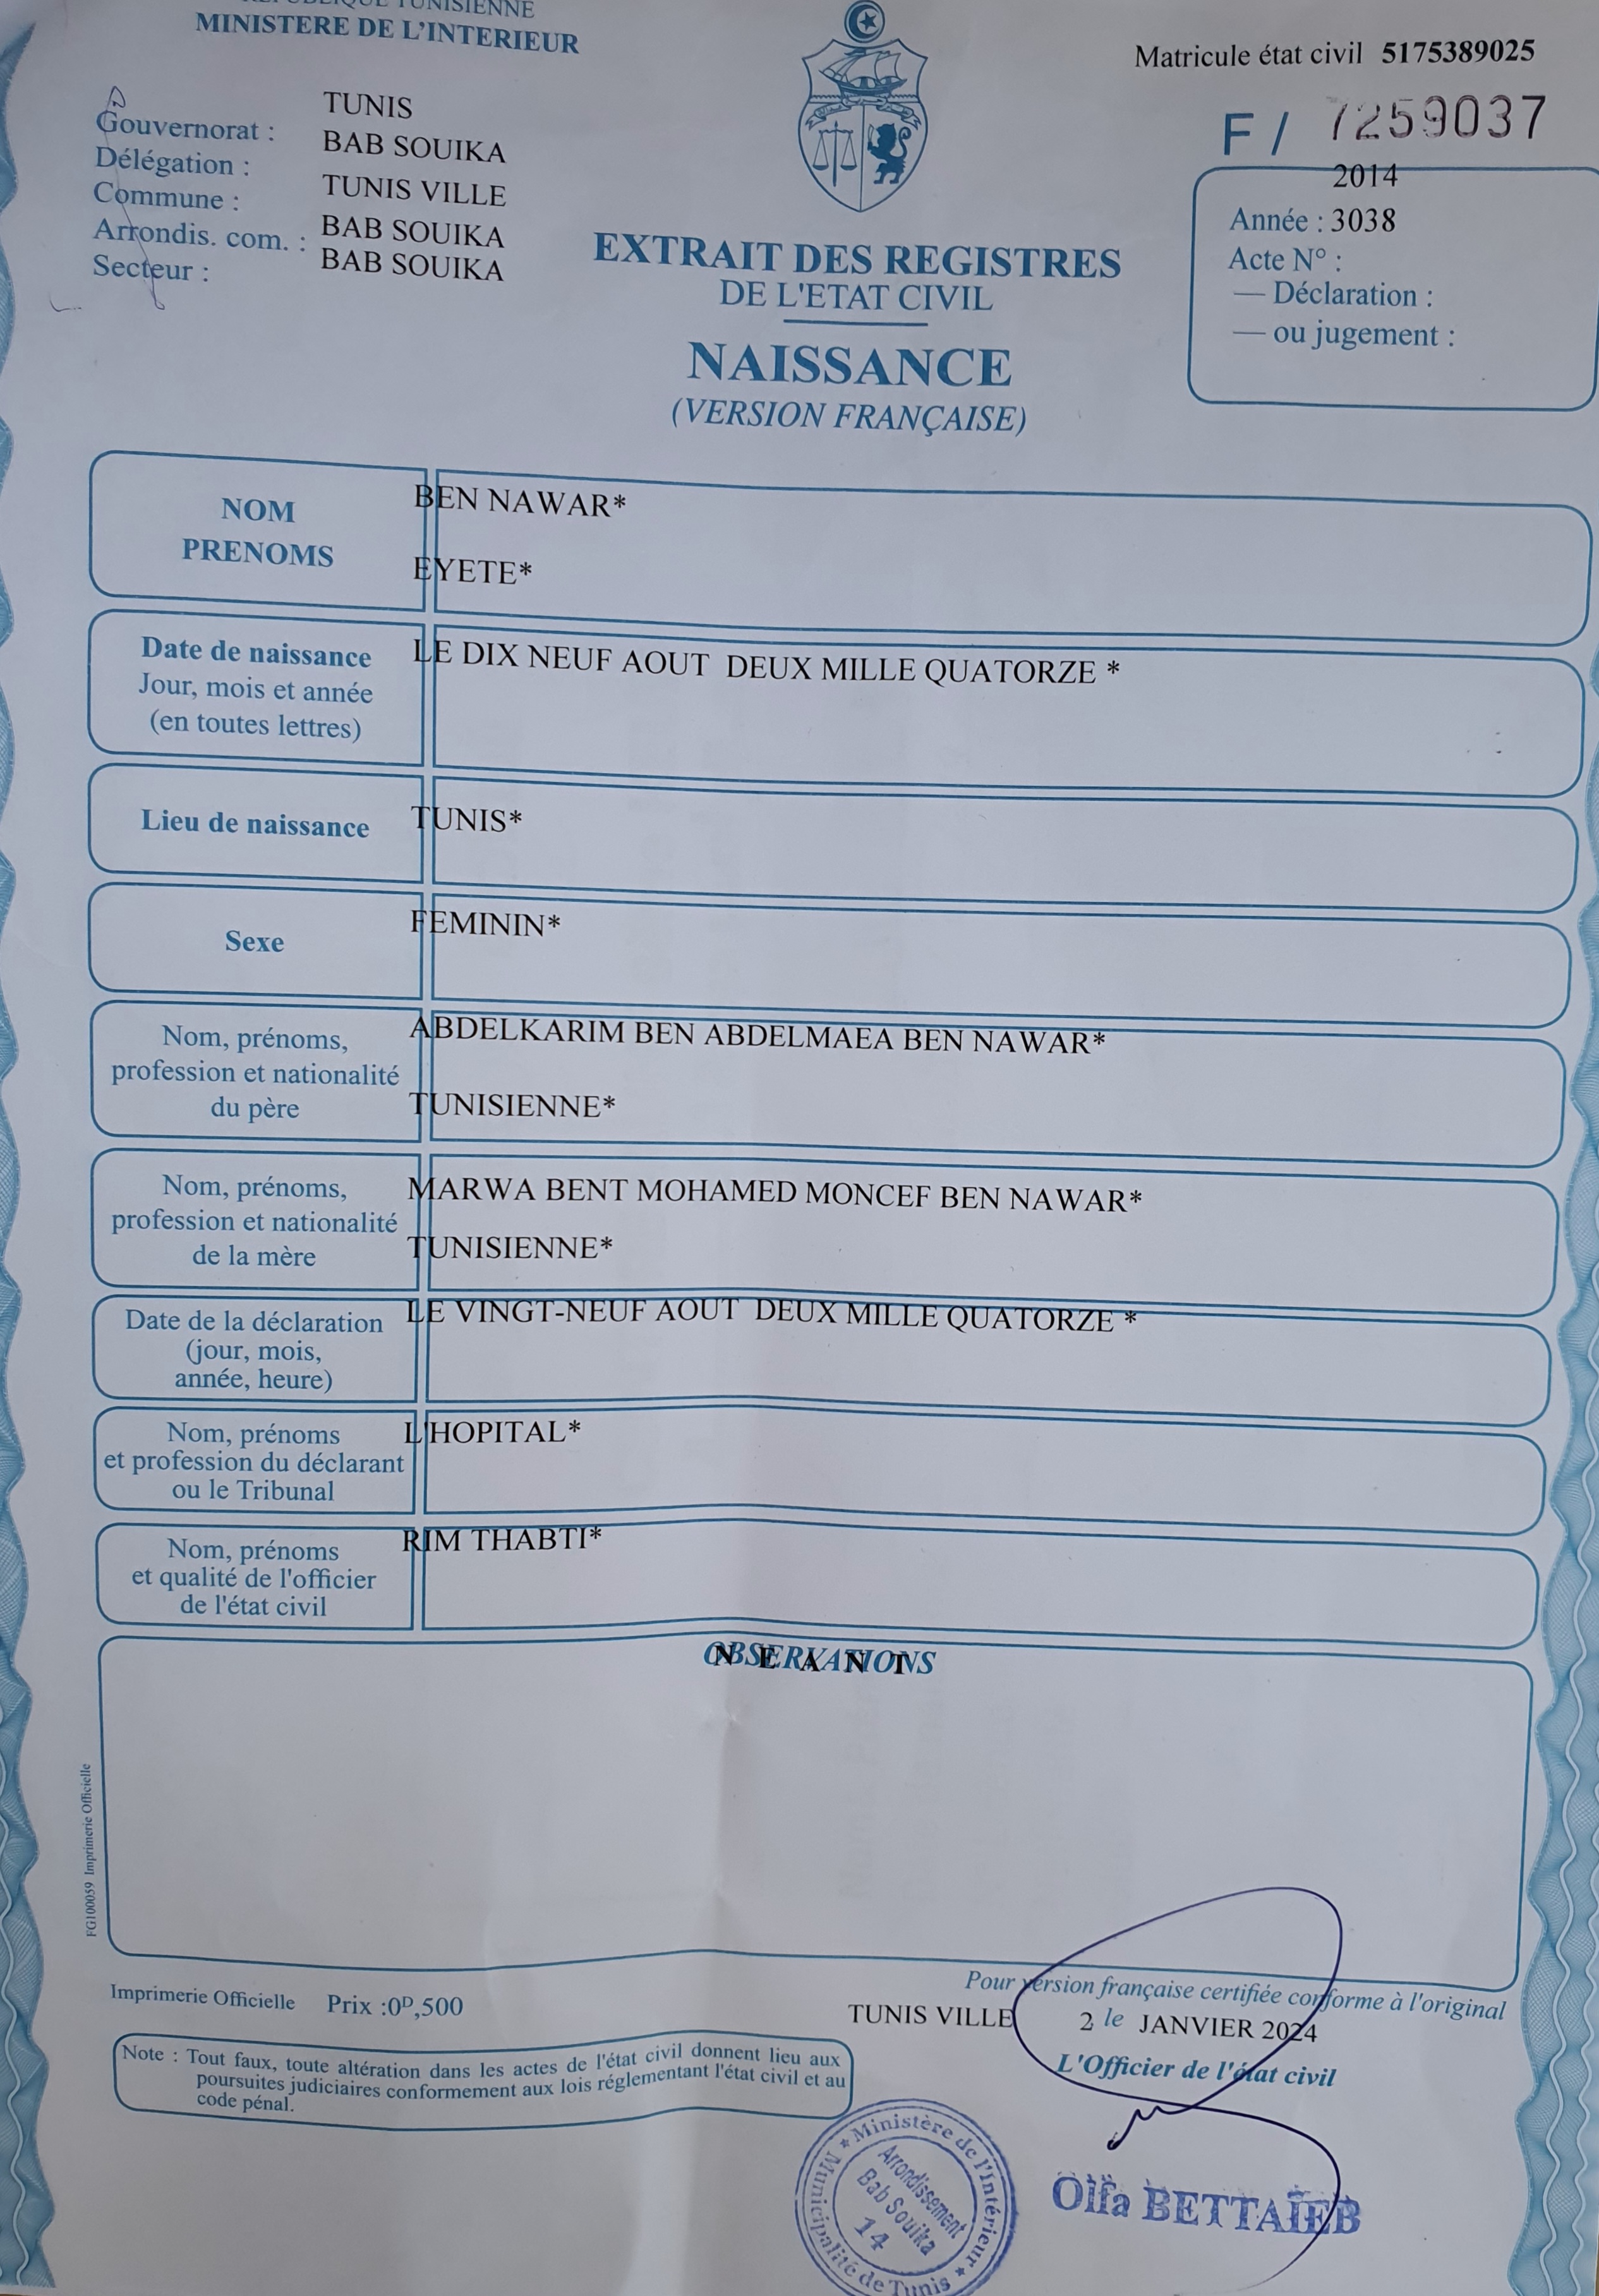 REPUBLIQUE TUNISIENNE
MINISTERE DE L'INTERIEUR
Matricule état civil 5175389025
F / 7259037
Gouvernorat : TUNIS
Délégation : BAB SOUIKA
Commune : TUNIS VILLE
Arrondis. com. : BAB SOUIKA
Secteur : BAB SOUIKA
2014
Année : 3038
Acte N° :
— Déclaration :
— ou jugement :
EXTRAIT DES REGISTRES
DE L'ETAT CIVIL
NAISSANCE
(VERSION FRANÇAISE)
NOM
PRENOMS
BEN NAWAR*
EYETE*
Date de naissance
Jour, mois et année
(en toutes lettres)
LE DIX NEUF AOUT DEUX MILLE QUATORZE *
Lieu de naissance
TUNIS*
Sexe
FEMININ*
Nom, prénoms,
profession et nationalité
du père
ABDELKARIM BEN ABDELMAEA BEN NAWAR*
TUNISIENNE*
Nom, prénoms,
profession et nationalité
de la mère
MARWA BENT MOHAMED MONCEF BEN NAWAR*
TUNISIENNE*
Date de la déclaration
(jour, mois,
année, heure)
LE VINGT-NEUF AOUT DEUX MILLE QUATORZE *
Nom, prénoms
et profession du déclarant
ou le Tribunal
L'HOPITAL*
Nom, prénoms
et qualité de l'officier
de l'état civil
RIM THABTI*
OBSERVATIONS
N E A N T
FG100059 Imprimerie Officielle
Imprimerie Officielle Prix :0ᴰ,500
Pour version française certifiée conforme à l'original
TUNIS VILLE 2 le JANVIER 2024
L'Officier de l'état civil
Note : Tout faux, toute altération dans les actes de l'état civil donnent lieu aux
poursuites judiciaires conformement aux lois réglementant l'état civil et au
code pénal.
* Ministère de l'Intérieur *
Municipalité de Tunis
Arrondissement
Bab Souika
14
Olfa BETTAÏEB